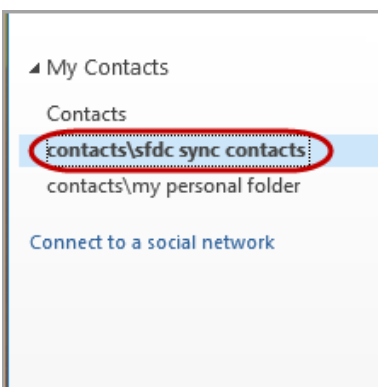 My Contacts
Contacts
contacts\sfdc sync contacts
contacts\my personal folder
Connect to a social network